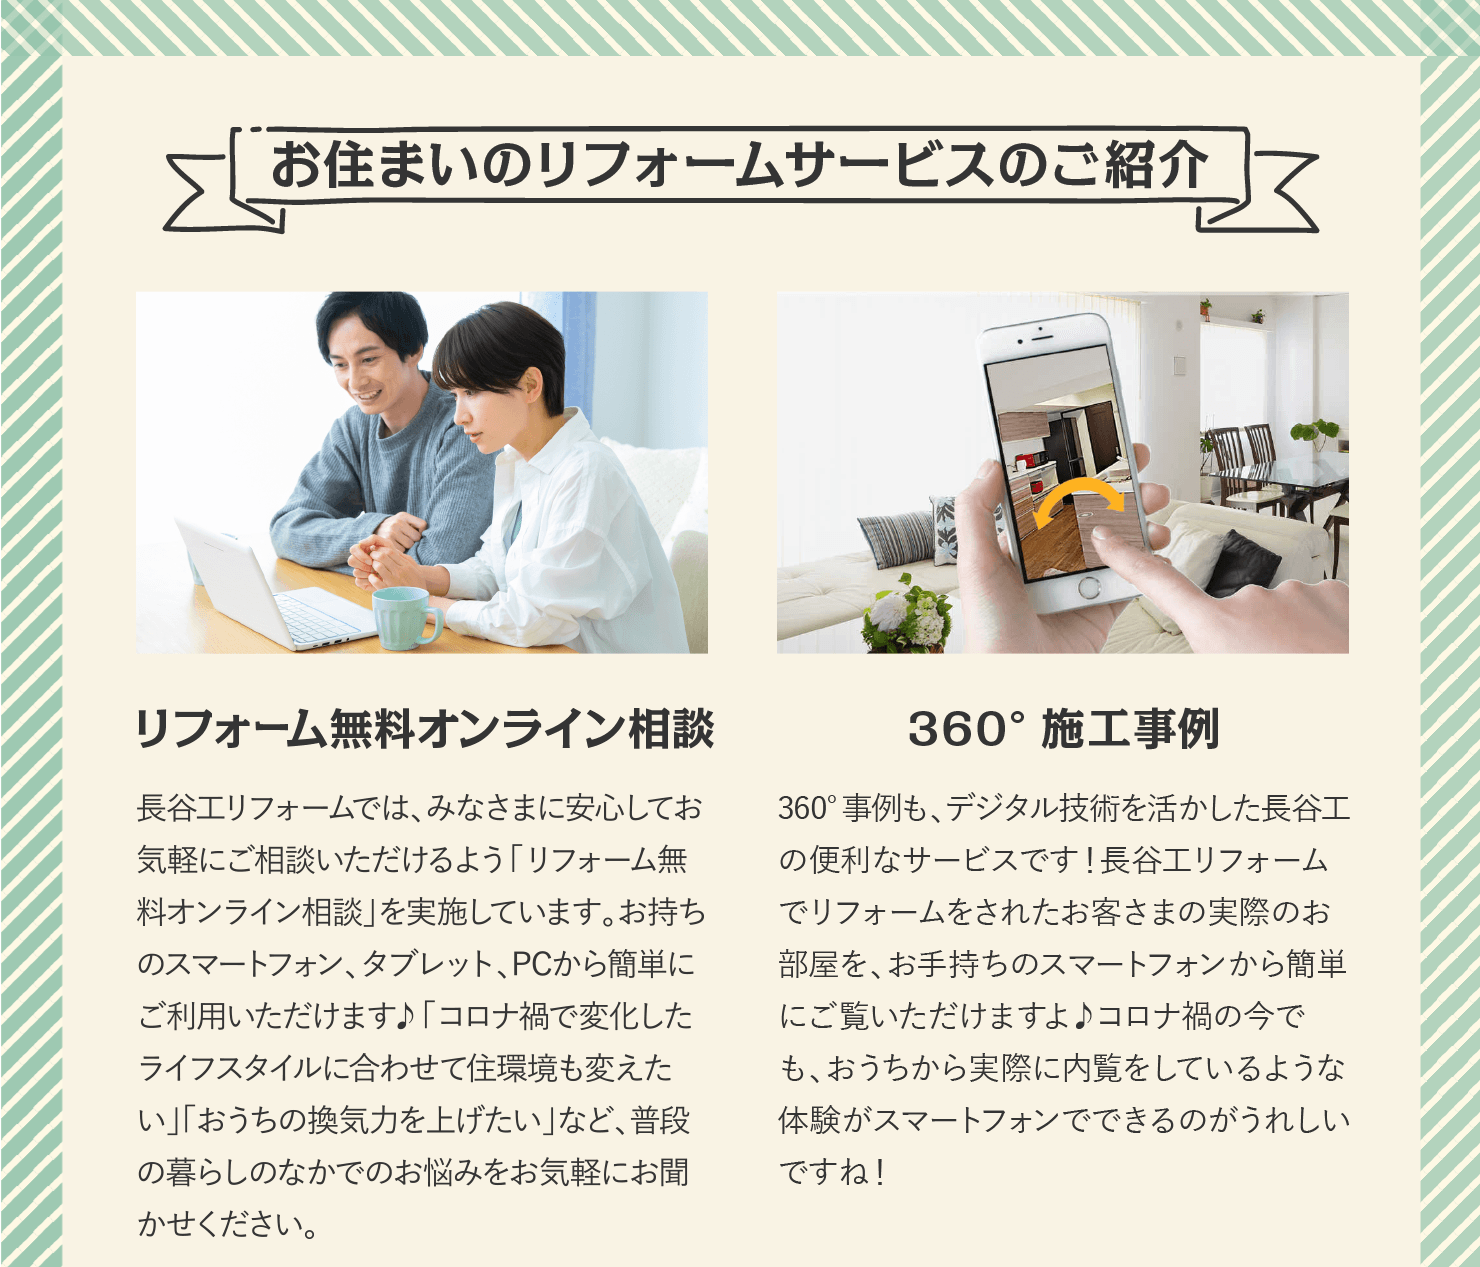 お住まいのリフォームサービスのご紹介
リフォーム無料オンライン相談
長谷工リフォームでは、みなさまに安心してお
気軽にご相談いただけるよう「リフォーム無
料オンライン相談」を実施しています。お持ち
のスマートフォン、タブレット、PCから簡単に
ご利用いただけます♪「コロナ禍で変化した
ライフスタイルに合わせて住環境も変えた
い」「おうちの換気力を上げたい」など、普段
の暮らしのなかでのお悩みをお気軽にお聞
かせください。
360° 施工事例
360°事例も、デジタル技術を活かした長谷工
の便利なサービスです！長谷工リフォーム
でリフォームをされたお客さまの実際のお
部屋を、お手持ちのスマートフォンから簡単
にご覧いただけますよ♪コロナ禍の今で
も、おうちから実際に内覧をしているような
体験がスマートフォンでできるのがうれしい
ですね！